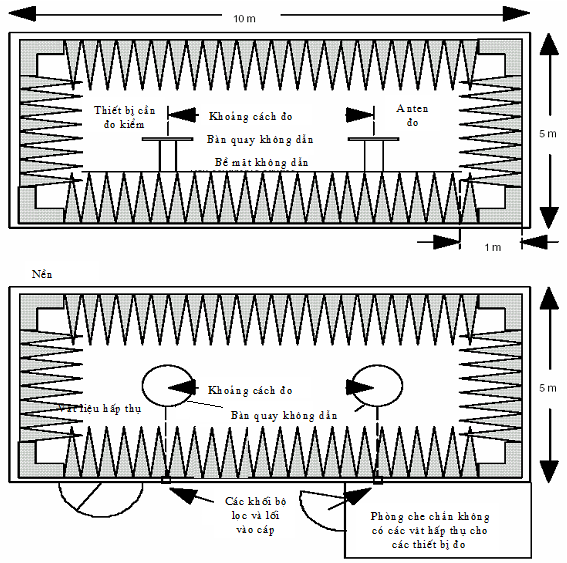 10 m
Thiết bị cần
đo kiểm
Khoảng cách đo
Anten
đo
Bàn quay không dẫn
Bề mặt không dẫn
5 m
1 m
Nền
Khoảng cách đo
Vật liệu hấp thụ
Bàn quay không dẫn
5 m
Các khối bộ
lọc và lối
vào cáp
Phòng che chắn không
có các vật hấp thụ cho
các thiết bị đo